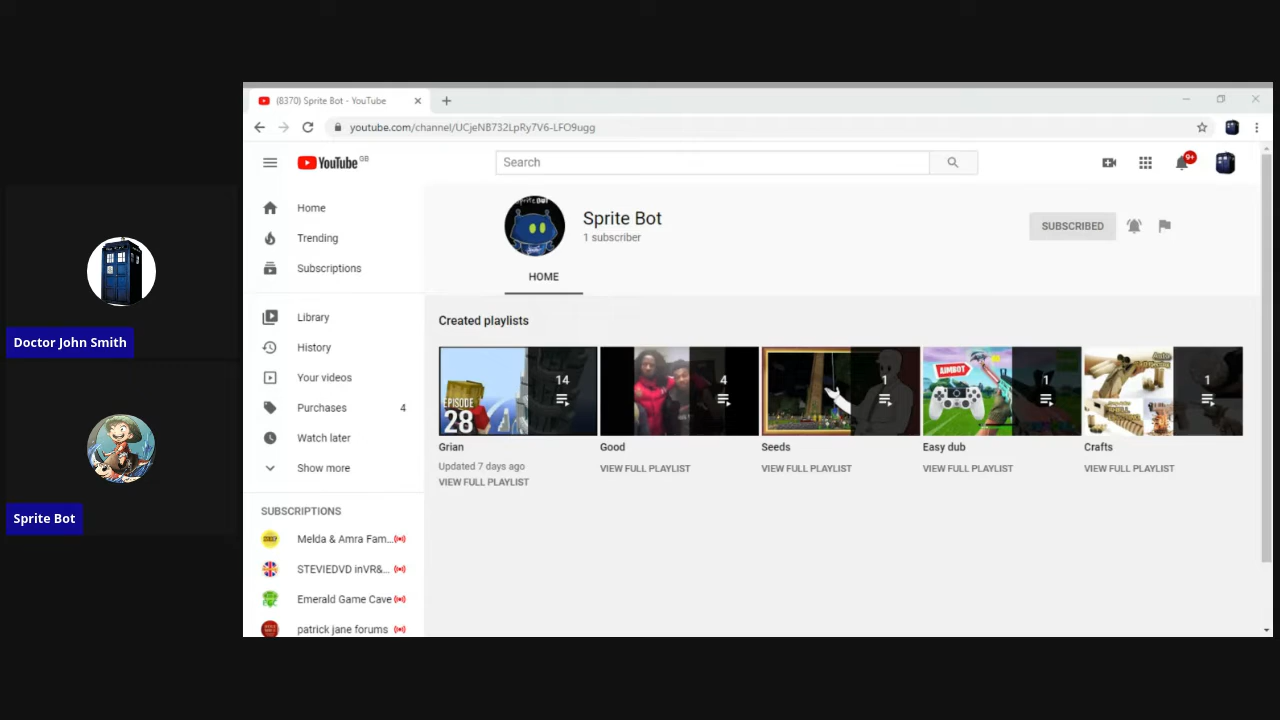 (8370) Sprite Bot - YouTube
youtube.com/channel/UCjeNB732LpRy7V6-LFO9ugg
YouTube GB
Search
9+
Home
Trending
Subscriptions
Library
History
Your videos
Purchases 4
Watch later
Show more
SUBSCRIPTIONS
Melda & Amra Fam...
STEVIEDVD inVR&...
Emerald Game Cave
patrick jane forums
Sprite Bot
Sprite Bot
1 subscriber
SUBSCRIBED
HOME
Created playlists
EPISODE
28
14
Grian
Updated 7 days ago
VIEW FULL PLAYLIST
4
Good
VIEW FULL PLAYLIST
1
Seeds
VIEW FULL PLAYLIST
AIMBOT
1
Easy dub
VIEW FULL PLAYLIST
1
Crafts
VIEW FULL PLAYLIST
Doctor John Smith
Sprite Bot